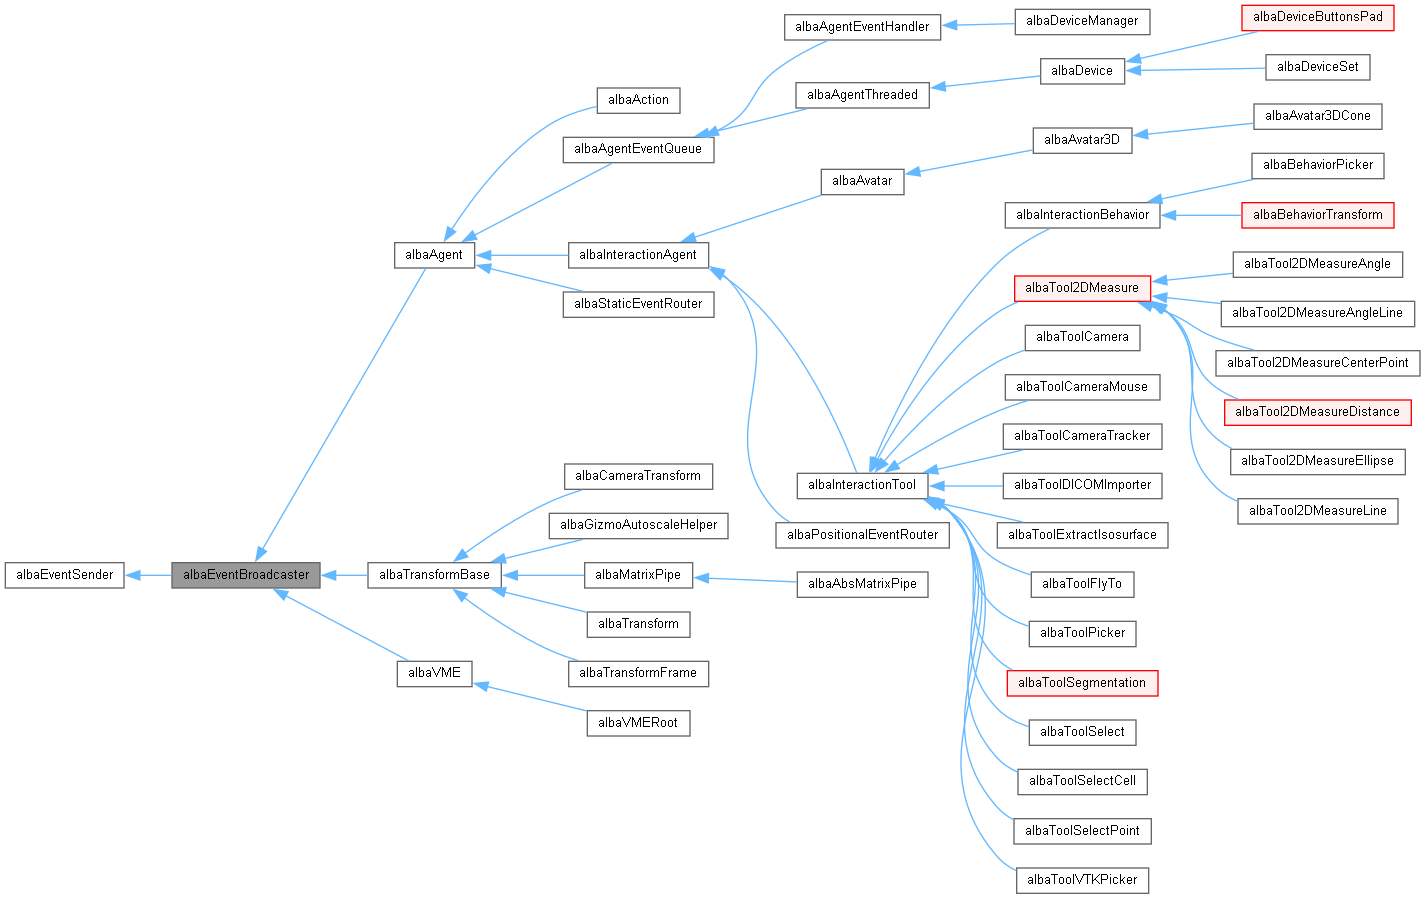 albaEventSender
albaEventBroadcaster
albaAgent
albaTransformBase
albaVME
albaAction
albaAgentEventQueue
albaInteractionAgent
albaStaticEventRouter
albaCameraTransform
albaGizmoAutoscaleHelper
albaMatrixPipe
albaTransform
albaTransformFrame
albaVMERoot
albaAgentEventHandler
albaAgentThreaded
albaAvatar
albaInteractionTool
albaPositionalEventRouter
albaAbsMatrixPipe
albaDeviceManager
albaDevice
albaAvatar3D
albaInteractionBehavior
albaTool2DMeasure
albaToolCamera
albaToolCameraMouse
albaToolCameraTracker
albaToolDICOMImporter
albaToolExtractIsosurface
albaToolFlyTo
albaToolPicker
albaToolSegmentation
albaToolSelect
albaToolSelectCell
albaToolSelectPoint
albaToolVTKPicker
albaDeviceButtonsPad
albaDeviceSet
albaAvatar3DCone
albaBehaviorPicker
albaBehaviorTransform
albaTool2DMeasureAngle
albaTool2DMeasureAngleLine
albaTool2DMeasureCenterPoint
albaTool2DMeasureDistance
albaTool2DMeasureEllipse
albaTool2DMeasureLine